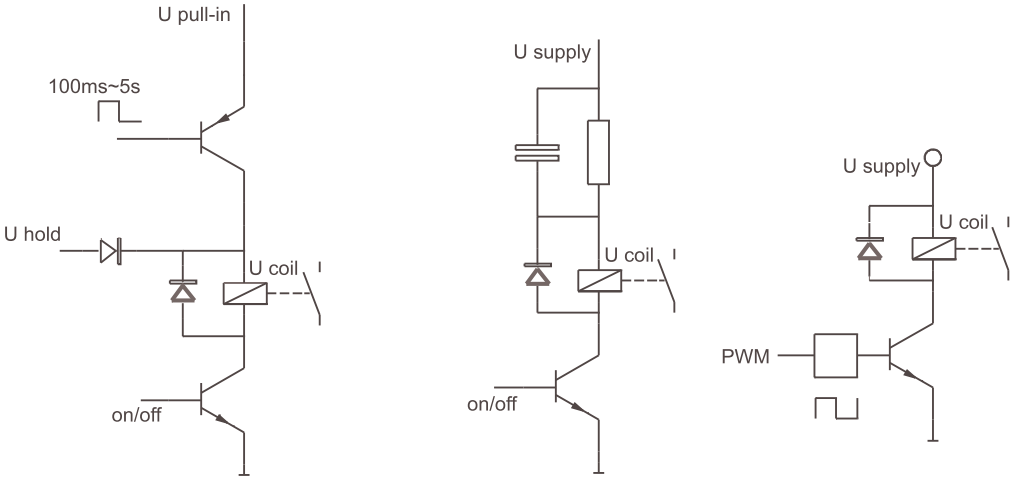 U pull-in
100ms~5s
U hold
U coil
on/off
U supply
U coil
on/off
U supply
U coil
PWM